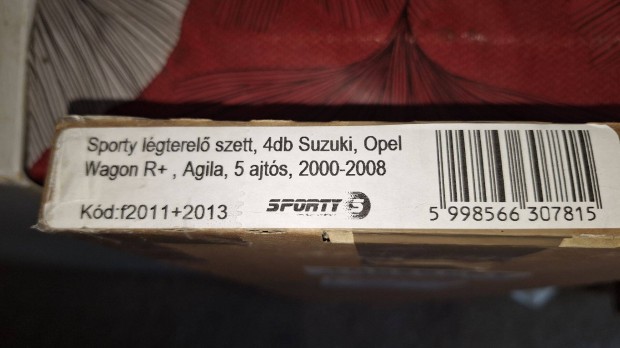 Sporty légterelő szett, 4db Suzuki, Opel
Wagon R+ , Agila, 5 ajtós, 2000-2008
Kód:f2011+2013 SPORTY S
5 998566 307815